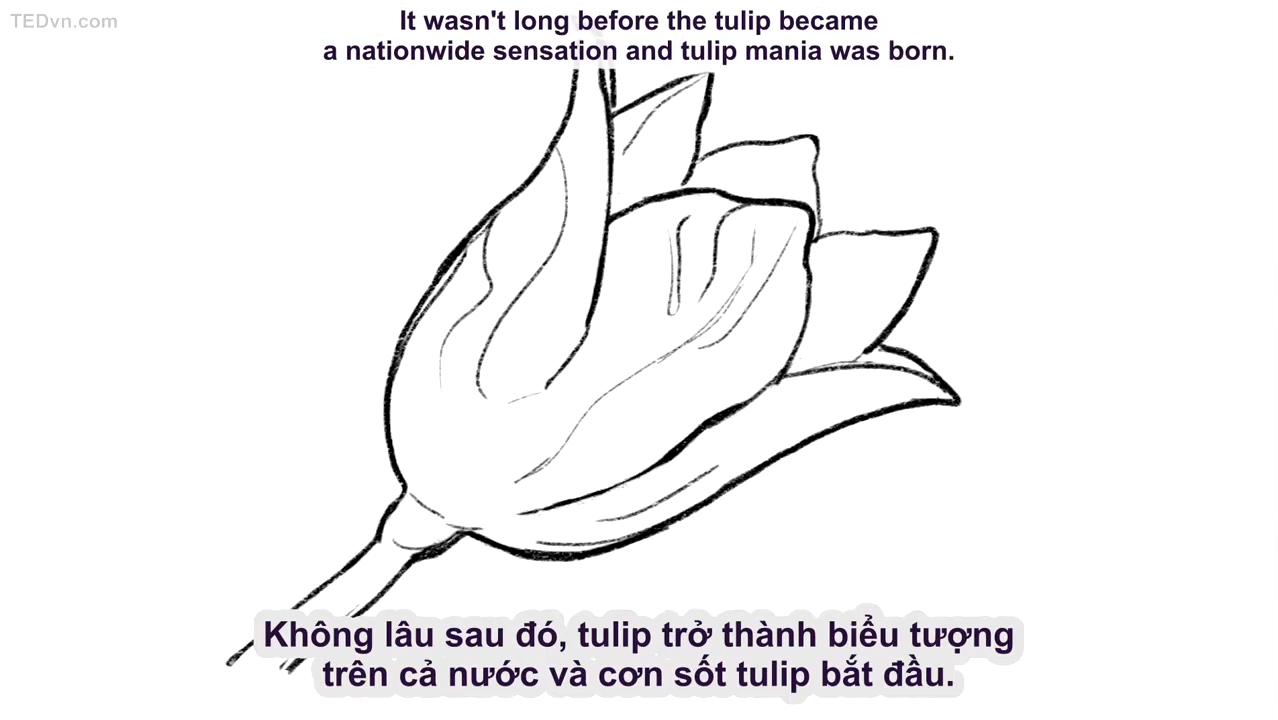 TEDvn.com
It wasn't long before the tulip became
a nationwide sensation and tulip mania was born.
Không lâu sau đó, tulip trở thành biểu tượng
trên cả nước và cơn sốt tulip bắt đầu.